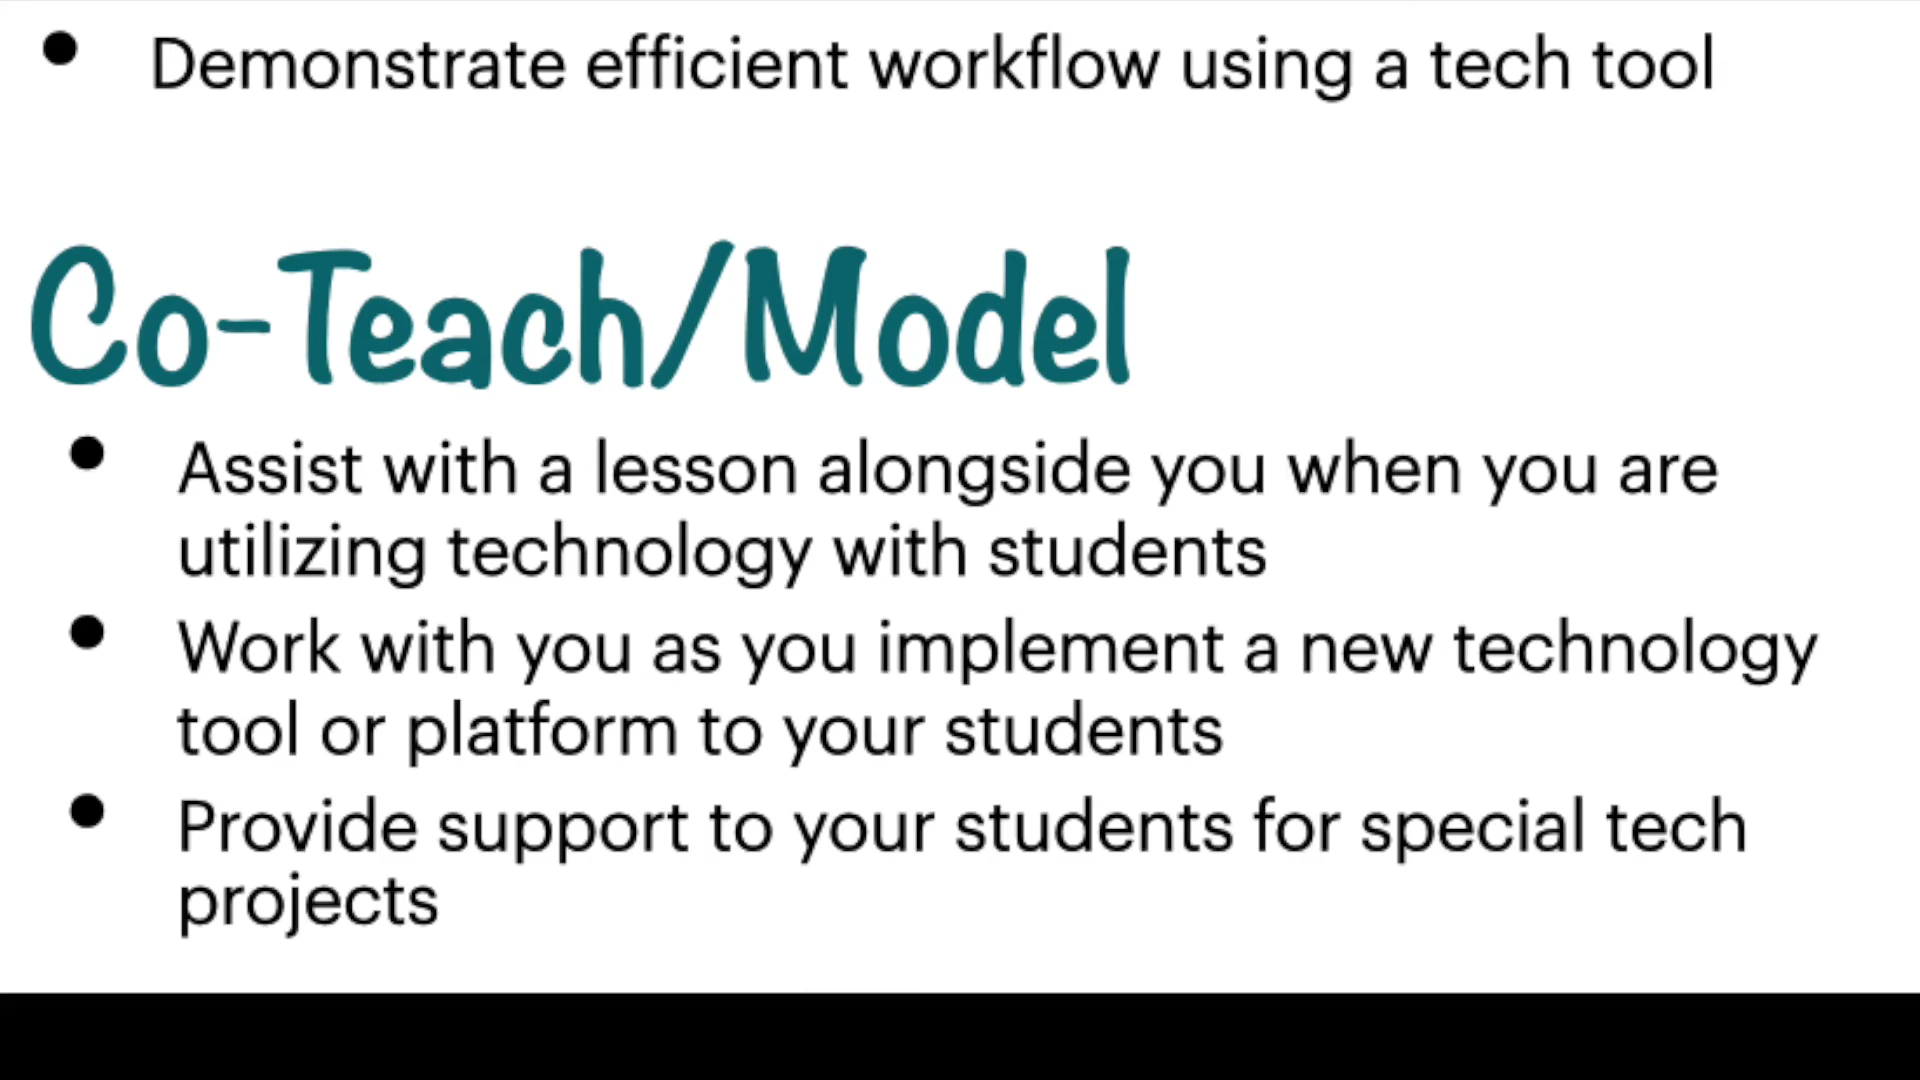 • Demonstrate efficient workflow using a tech tool
Co-Teach/Model
• Assist with a lesson alongside you when you are
utilizing technology with students
• Work with you as you implement a new technology
tool or platform to your students
• Provide support to your students for special tech
projects